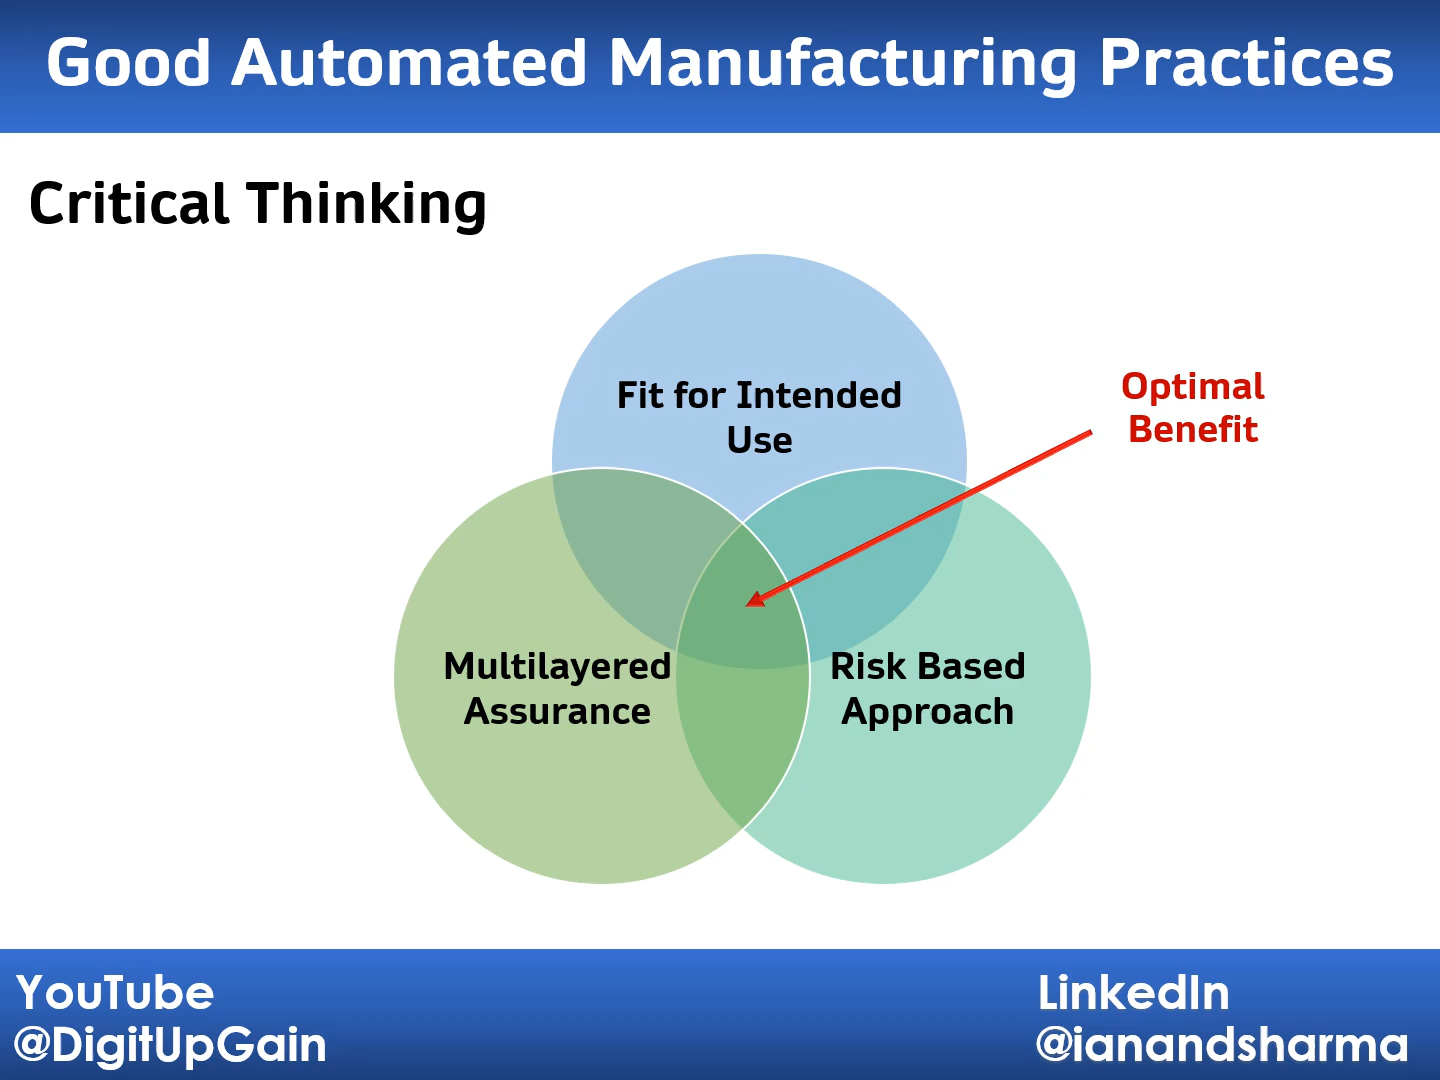 Good Automated Manufacturing Practices
Critical Thinking
Fit for Intended
Use
Optimal
Benefit
Multilayered
Assurance
Risk Based
Approach
YouTube
@DigitUpGain
LinkedIn
@ianandsharma